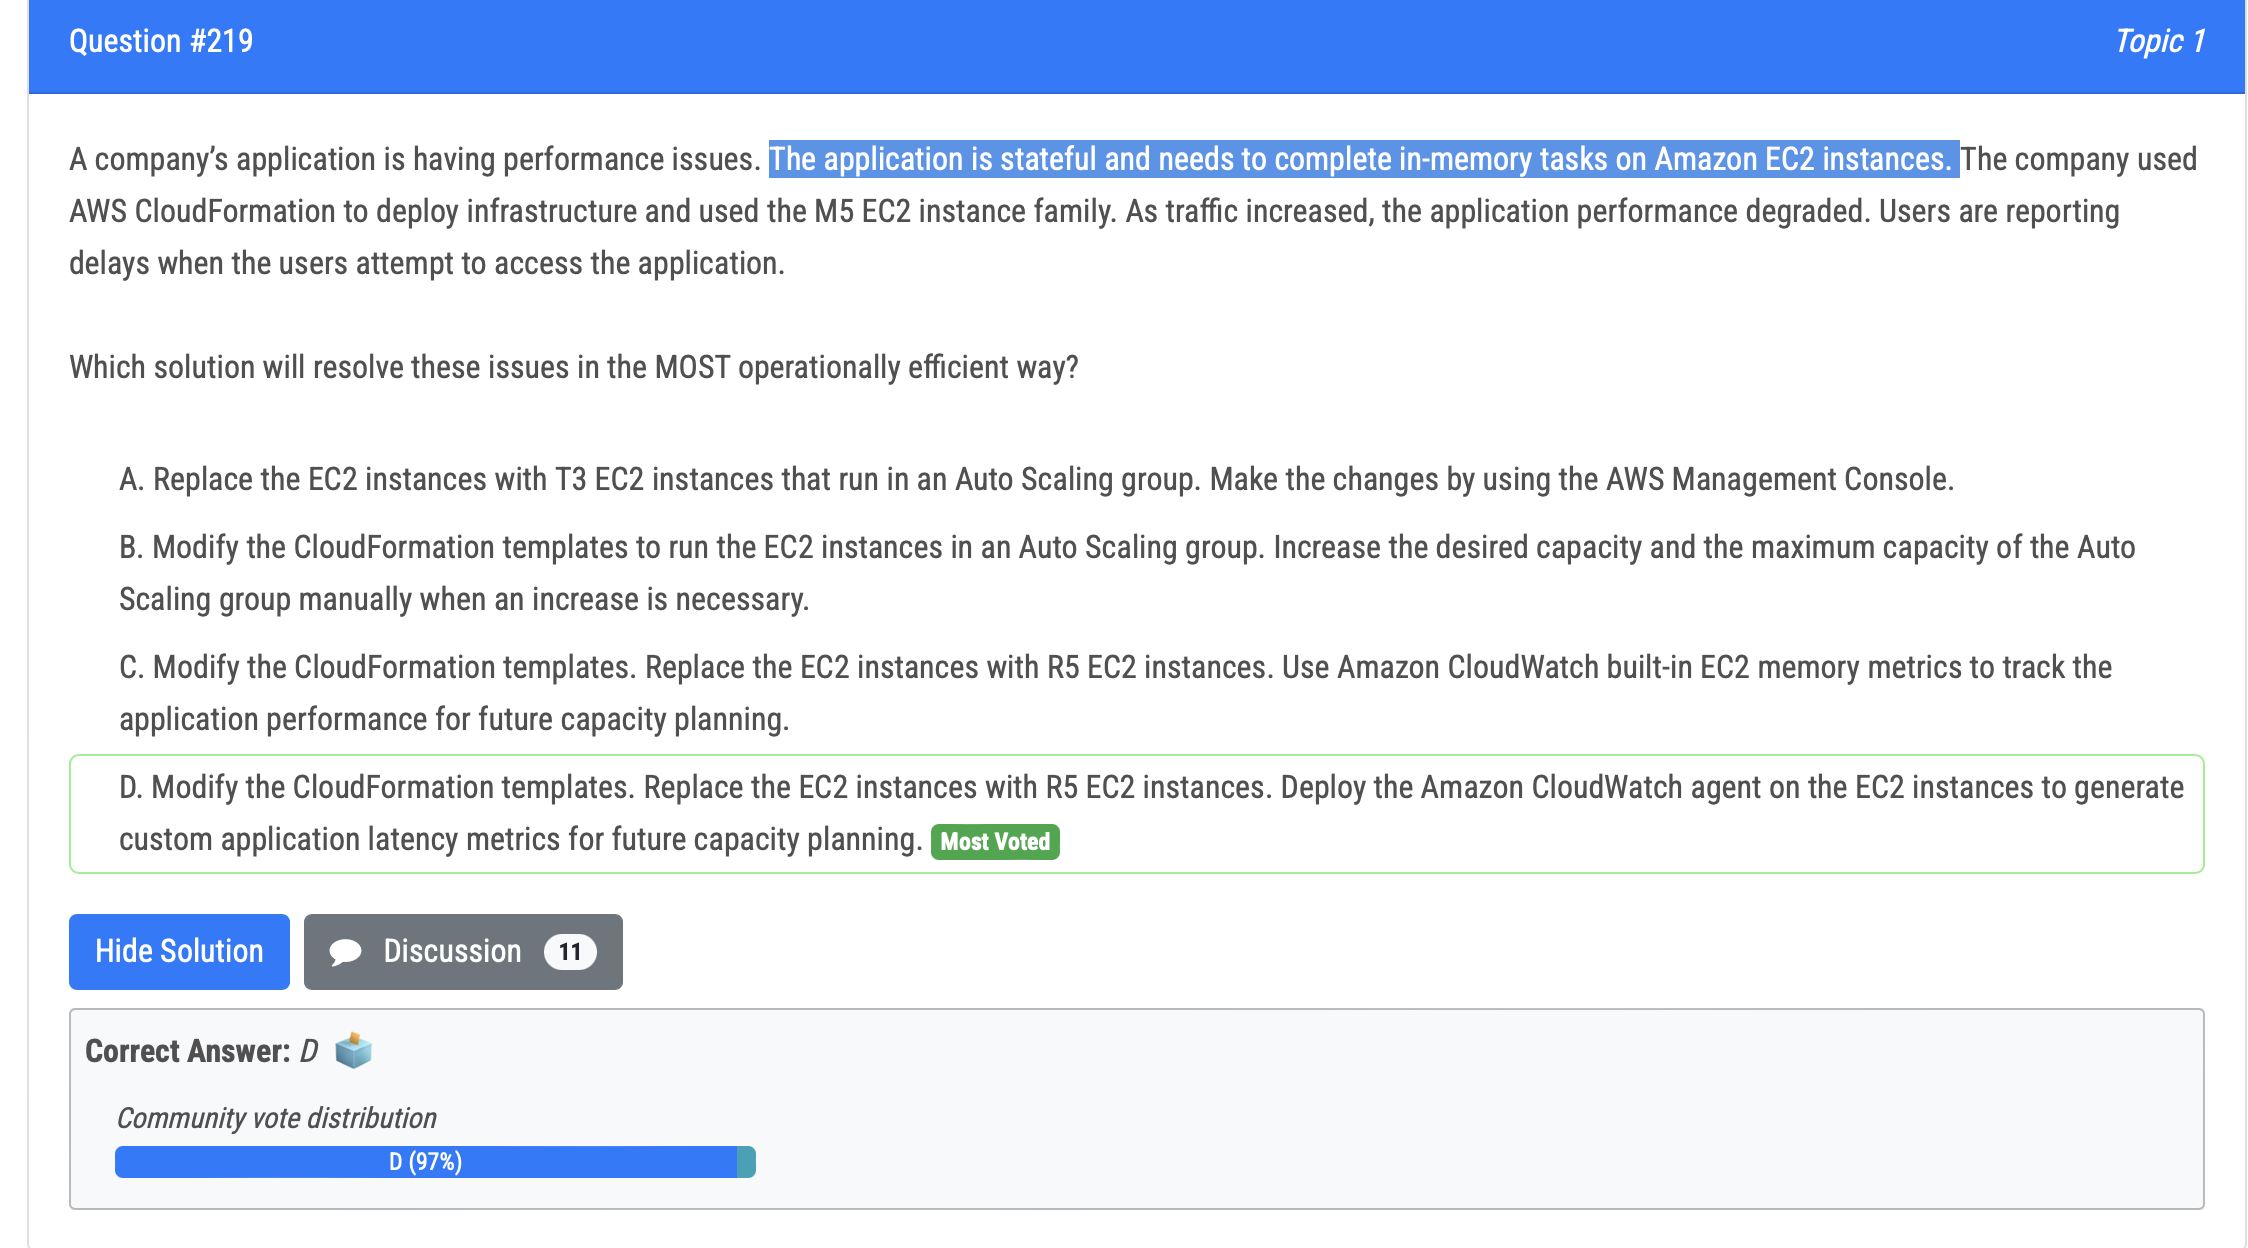 Question #219
Topic 1
A company’s application is having performance issues. The application is stateful and needs to complete in-memory tasks on Amazon EC2 instances. The company used
AWS CloudFormation to deploy infrastructure and used the M5 EC2 instance family. As traffic increased, the application performance degraded. Users are reporting
delays when the users attempt to access the application.
Which solution will resolve these issues in the MOST operationally efficient way?
A. Replace the EC2 instances with T3 EC2 instances that run in an Auto Scaling group. Make the changes by using the AWS Management Console.
B. Modify the CloudFormation templates to run the EC2 instances in an Auto Scaling group. Increase the desired capacity and the maximum capacity of the Auto
Scaling group manually when an increase is necessary.
C. Modify the CloudFormation templates. Replace the EC2 instances with R5 EC2 instances. Use Amazon CloudWatch built-in EC2 memory metrics to track the
application performance for future capacity planning.
D. Modify the CloudFormation templates. Replace the EC2 instances with R5 EC2 instances. Deploy the Amazon CloudWatch agent on the EC2 instances to generate
custom application latency metrics for future capacity planning. Most Voted
Hide Solution
Discussion 11
Correct Answer: D
Community vote distribution
D (97%)